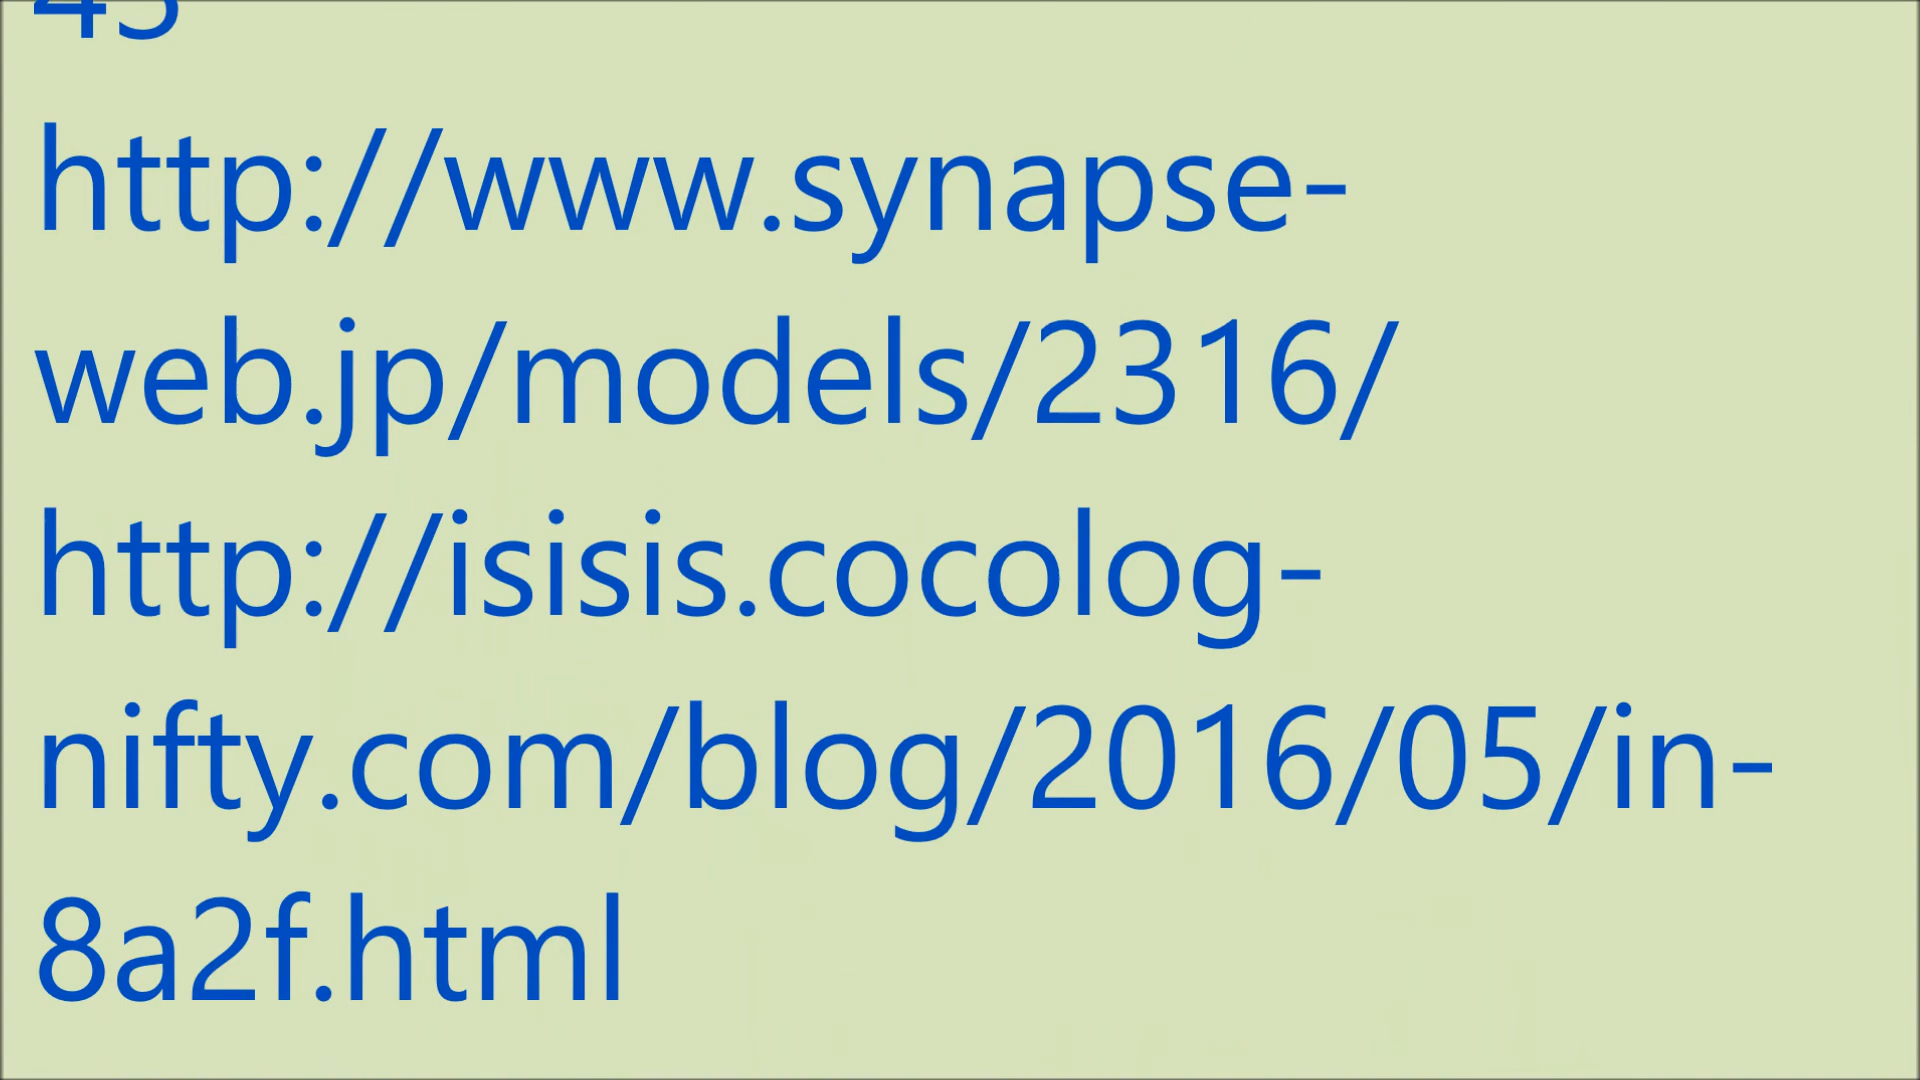 http://www.synapse-
web.jp/models/2316/
http://isisis.cocolog-
nifty.com/blog/2016/05/in-
8a2f.html